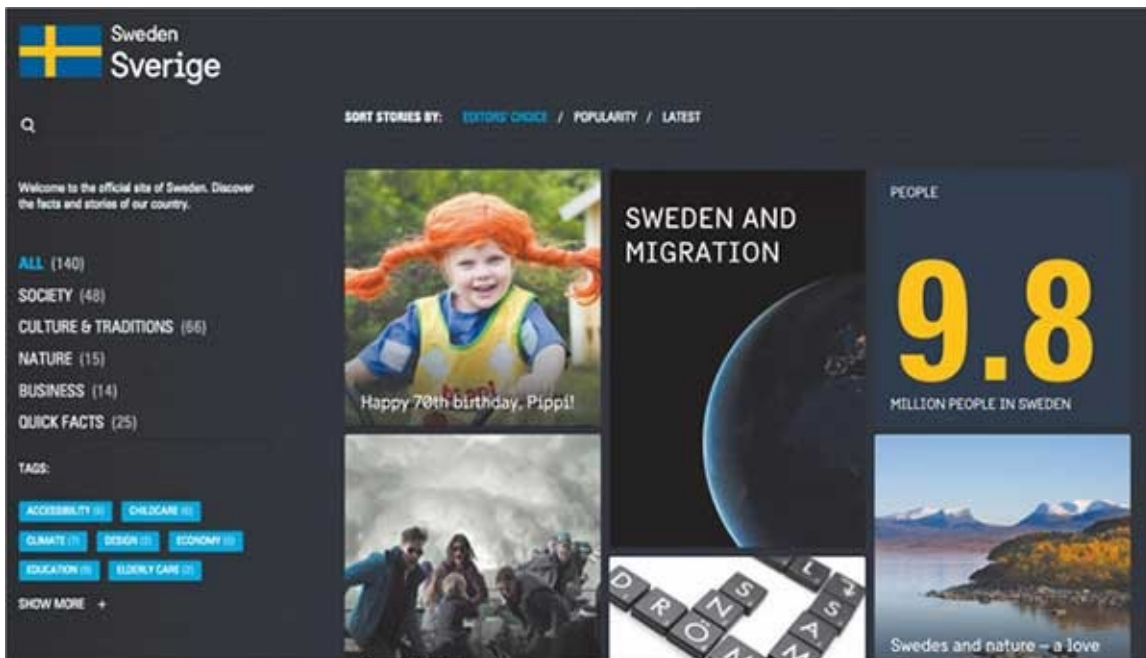 Sweden
Sverige
SORT STORIES BY: EDITORS' CHOICE / POPULARITY / LATEST
Welcome to the official site of Sweden. Discover
the facts and stories of our country.
ALL (140)
SOCIETY (48)
CULTURE & TRADITIONS (66)
NATURE (15)
BUSINESS (14)
QUICK FACTS (25)
TAGS:
ACCESSIBILITY CHILDCARE
CLIMATE DESIGN ECONOMY
EDUCATION ELDERLY CARE
SHOW MORE +
Happy 70th birthday, Pippi!
SWEDEN AND
MIGRATION
PEOPLE
9.8
MILLION PEOPLE IN SWEDEN
Swedes and nature – a love